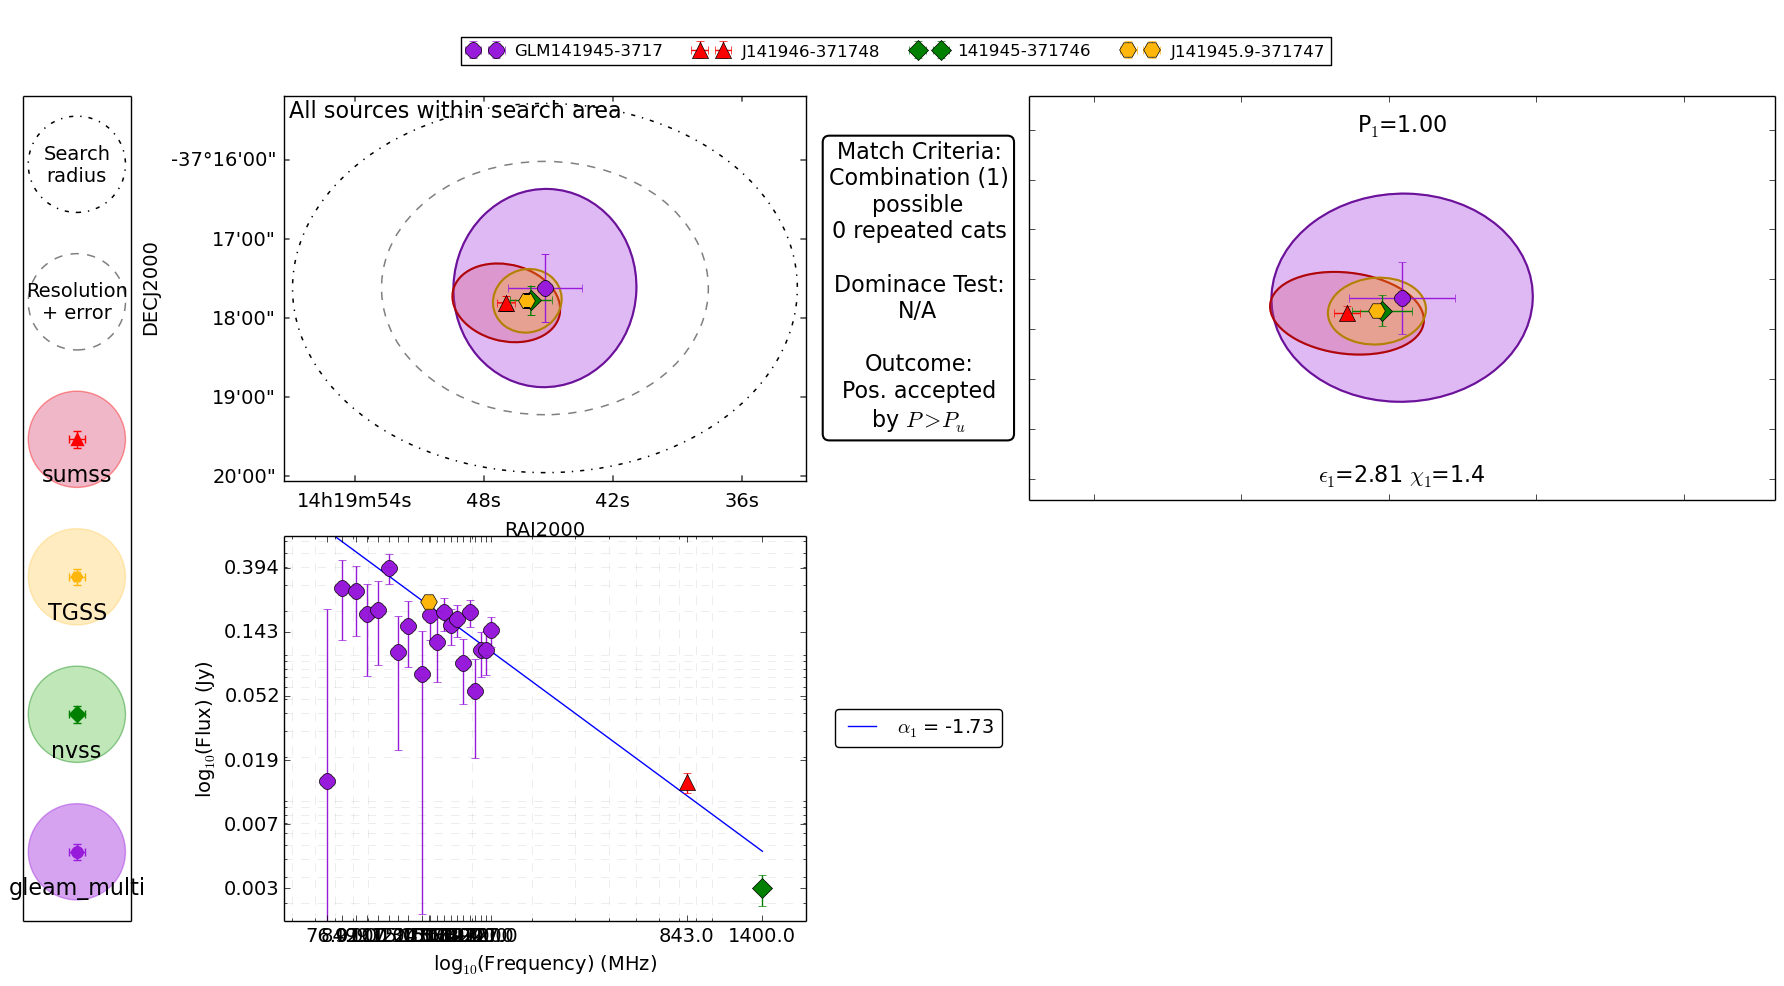 GLM141945-3717 J141946-371748 141945-371746 J141945.9-371747
Search
radius
Resolution
+ error
sumss
TGSS
nvss
gleam_multi
All sources within search area
-37°16'00"
17'00"
18'00"
19'00"
20'00"
DECJ2000
14h19m54s 48s 42s 36s
RAJ2000
Match Criteria:
Combination (1)
possible
0 repeated cats
Dominace Test:
N/A
Outcome:
Pos. accepted
by P>Pu
P1=1.00
ϵ1=2.81 χ1=1.4
0.394
0.143
0.052
0.019
0.007
0.003
log10(Flux) (Jy)
843.0 1400.0
log10(Frequency) (MHz)
α1 = -1.73